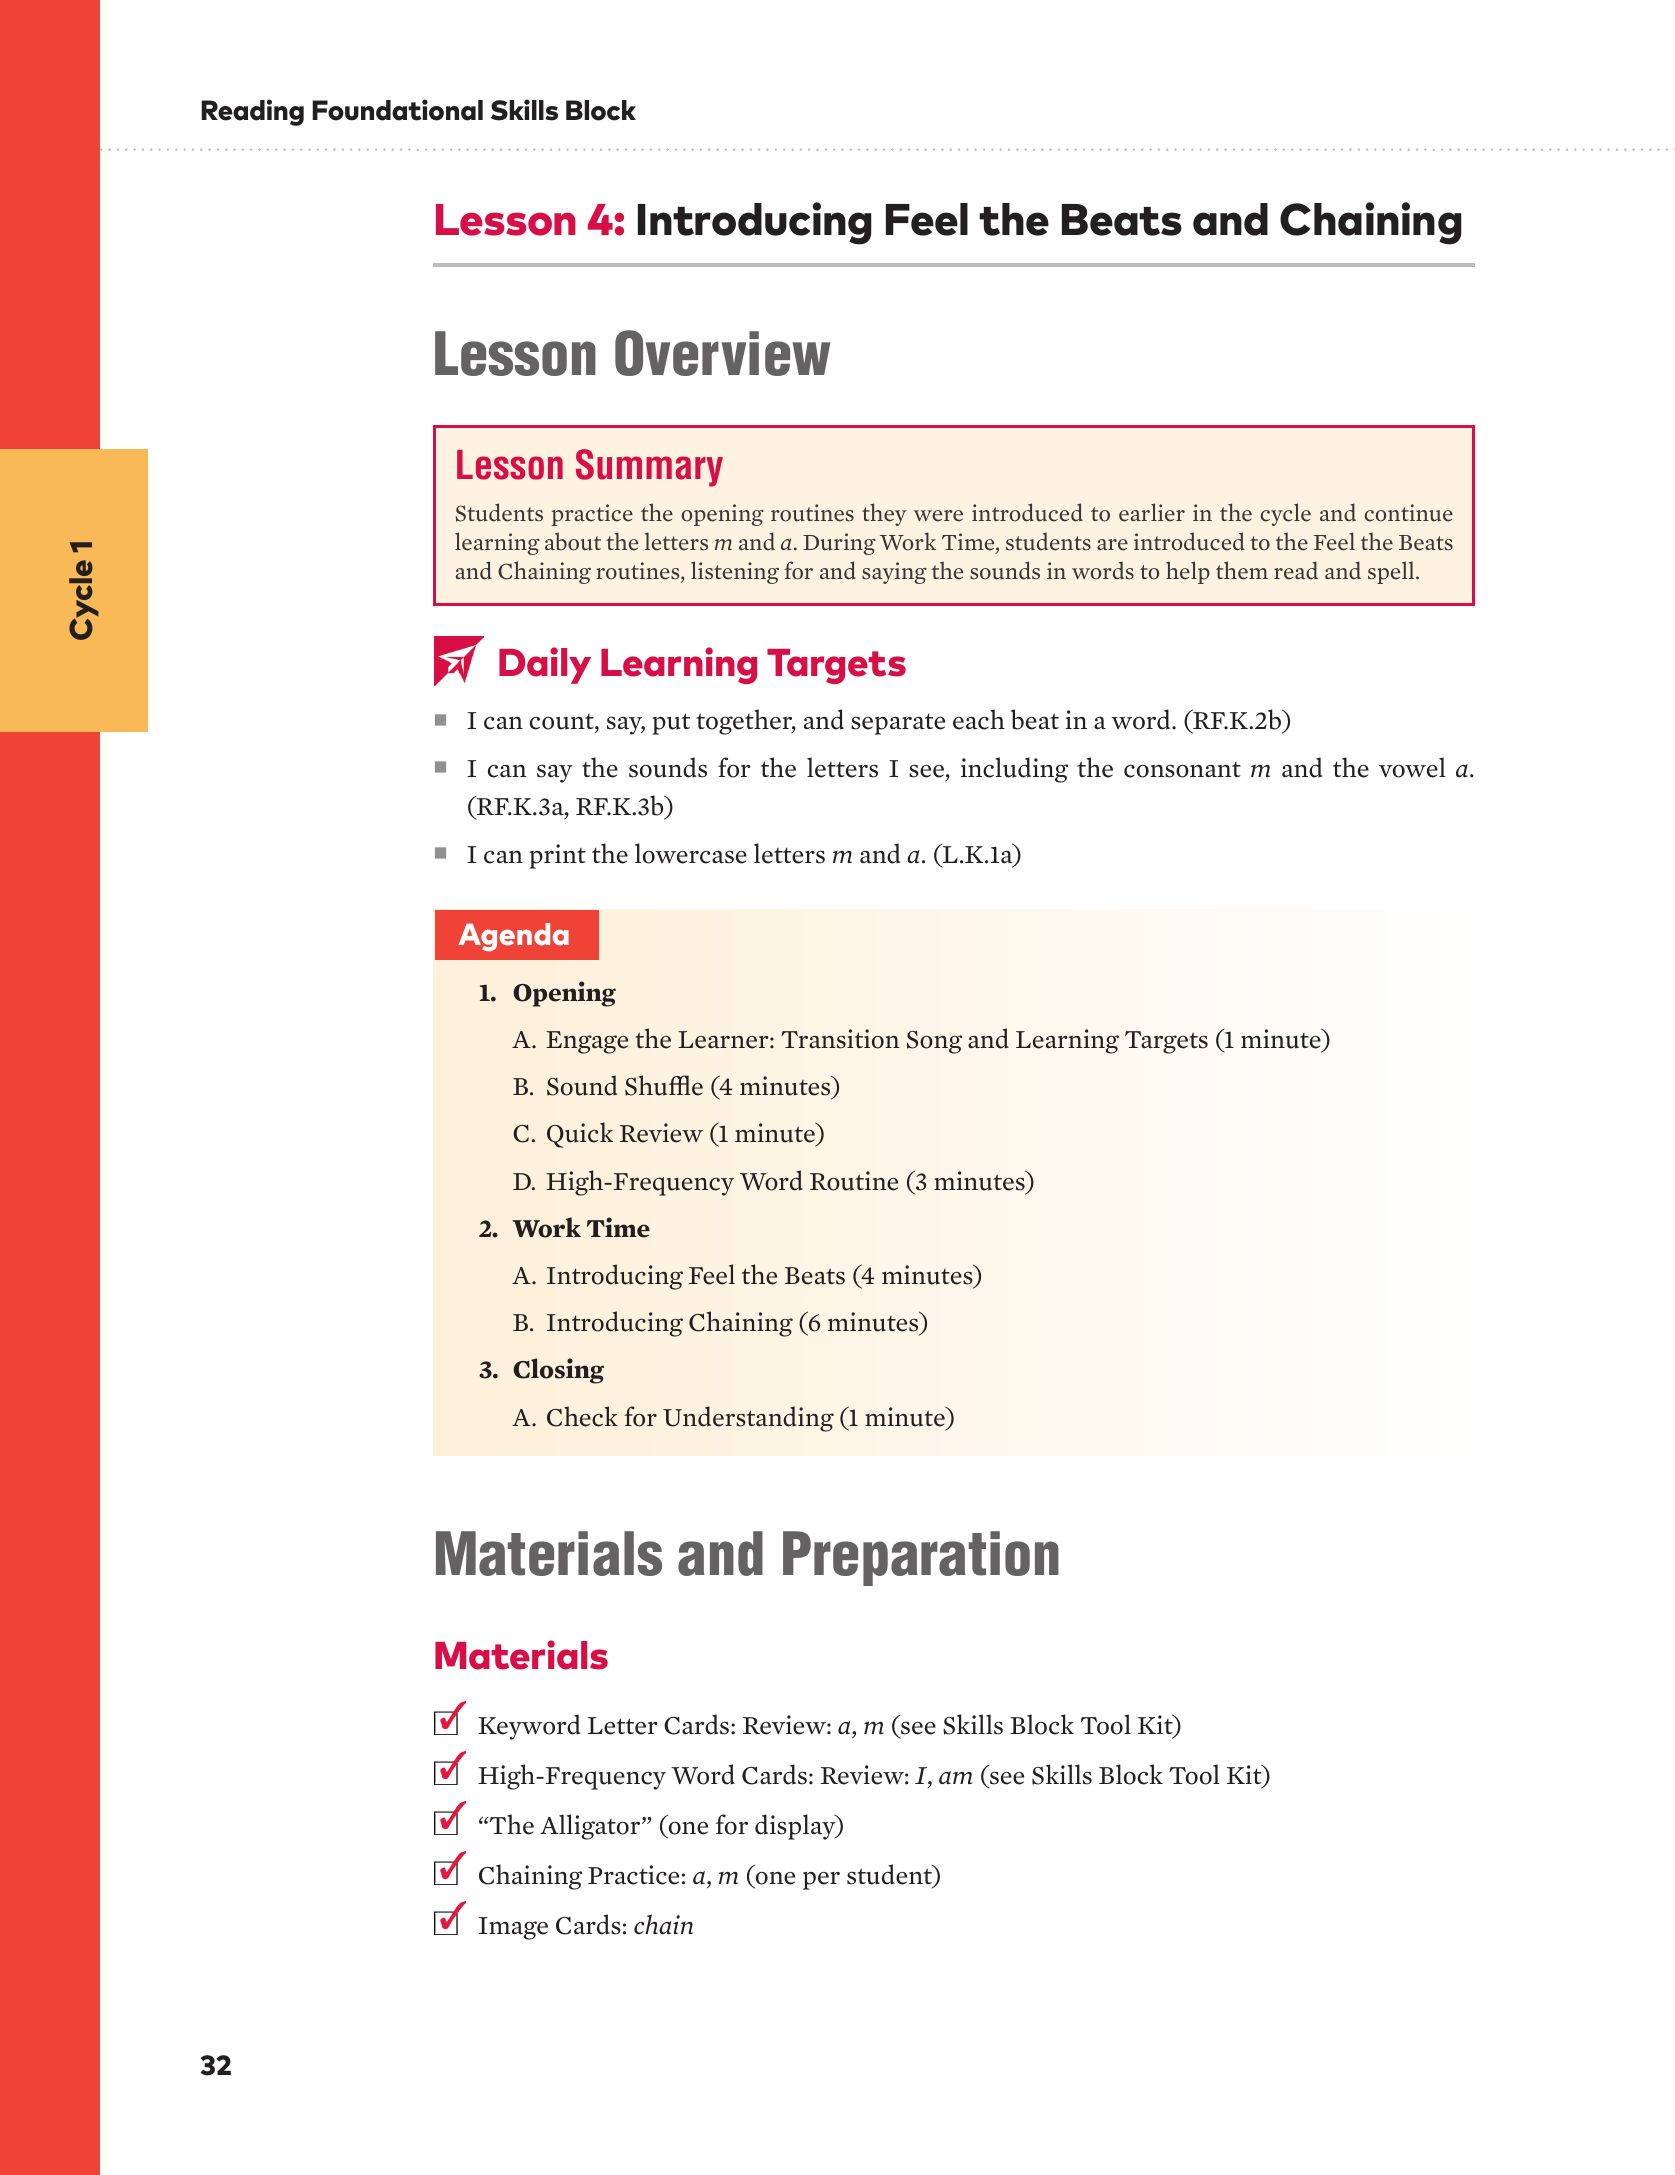 Reading Foundational Skills Block
Lesson 4: Introducing Feel the Beats and Chaining
Lesson Overview
Lesson Summary
Students practice the opening routines they were introduced to earlier in the cycle and continue
learning about the letters m and a. During Work Time, students are introduced to the Feel the Beats
and Chaining routines, listening for and saying the sounds in words to help them read and spell.
Cycle 1
Daily Learning Targets
■ I can count, say, put together, and separate each beat in a word. (RF.K.2b)
■ I can say the sounds for the letters I see, including the consonant m and the vowel a.
(RF.K.3a, RF.K.3b)
■ I can print the lowercase letters m and a. (L.K.1a)
Agenda
1. Opening
A. Engage the Learner: Transition Song and Learning Targets (1 minute)
B. Sound Shuffle (4 minutes)
C. Quick Review (1 minute)
D. High-Frequency Word Routine (3 minutes)
2. Work Time
A. Introducing Feel the Beats (4 minutes)
B. Introducing Chaining (6 minutes)
3. Closing
A. Check for Understanding (1 minute)
Materials and Preparation
Materials
Keyword Letter Cards: Review: a, m (see Skills Block Tool Kit)
High-Frequency Word Cards: Review: I, am (see Skills Block Tool Kit)
“The Alligator” (one for display)
Chaining Practice: a, m (one per student)
Image Cards: chain
32